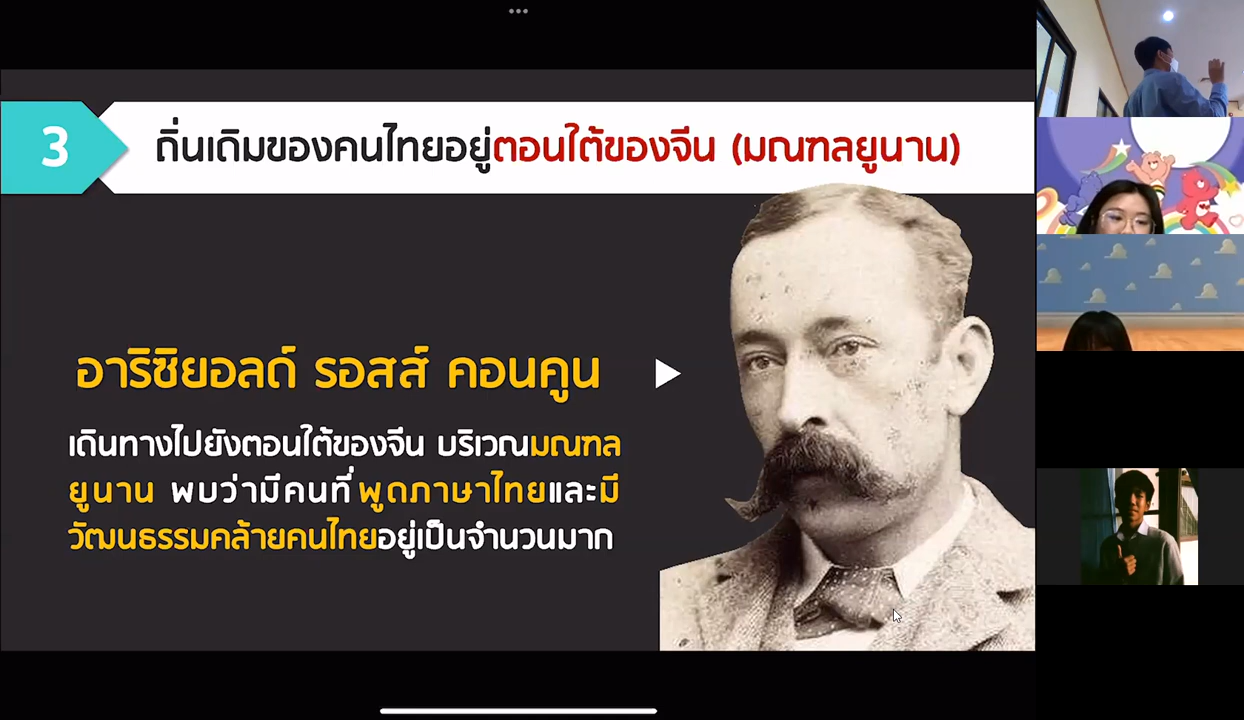 3
ถิ่นเดิมของคนไทยอยู่ตอนใต้ของจีน (มณฑลยูนาน)
อาริซิยอลด์ รอสส์ คอนคูน
เดินทางไปยังตอนใต้ของจีน บริเวณมณฑล
ยูนาน พบว่ามีคนที่พูดภาษาไทยและมี
วัฒนธรรมคล้ายคนไทยอยู่เป็นจำนวนมาก